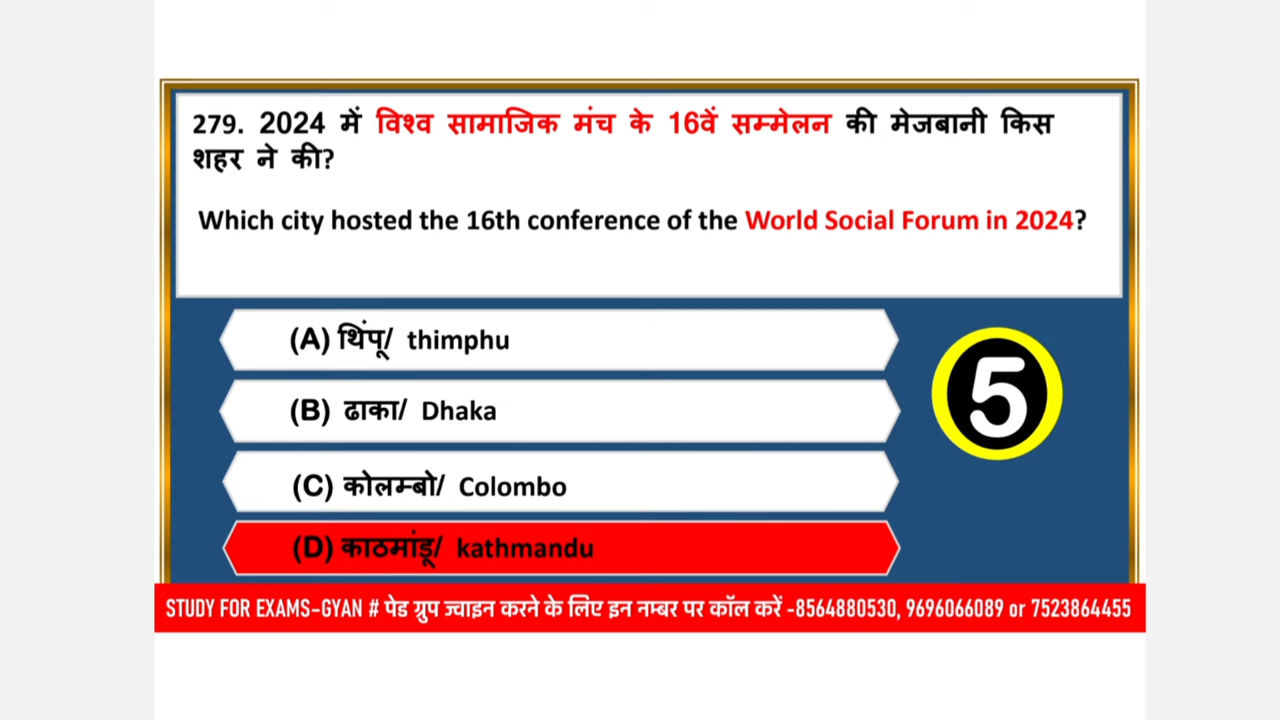 279. 2024 में विश्व सामाजिक मंच के 16वें सम्मेलन की मेजबानी किस
शहर ने की?
Which city hosted the 16th conference of the World Social Forum in 2024?
(A) थिंपू/ thimphu
(B) ढाका/ Dhaka
5
(C) कोलम्बो/ Colombo
(D) काठमांडू/ kathmandu
STUDY FOR EXAMS-GYAN # पेड ग्रुप ज्वाइन करने के लिए इन नम्बर पर कॉल करें -8564880530, 9696066089 or 7523864455